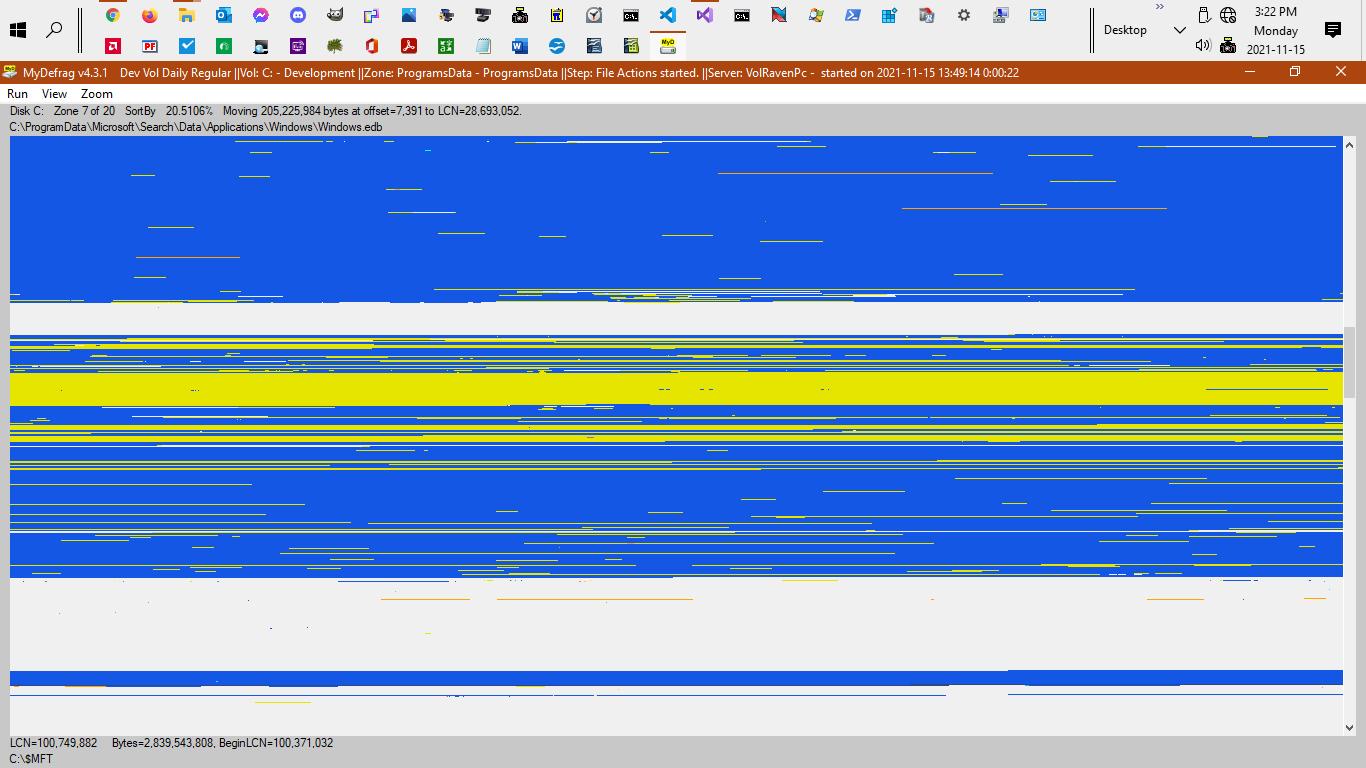 3:22 PM
Desktop
Monday
2021-11-15
MyDefrag v4.3.1 Dev Vol Daily Regular ||Vol: C: - Development ||Zone: ProgramsData - ProgramsData ||Step: File Actions started. ||Server: VolRavenPc - started on 2021-11-15 13:49:14 0:00:22
Run View Zoom
Disk C: Zone 7 of 20 SortBy 20.5106% Moving 205,225,984 bytes at offset=7,391 to LCN=28,693,052.
C:\ProgramData\Microsoft\Search\Data\Applications\Windows\Windows.edb
LCN=100,749,882 Bytes=2,839,543,808, BeginLCN=100,371,032
C:\$MFT